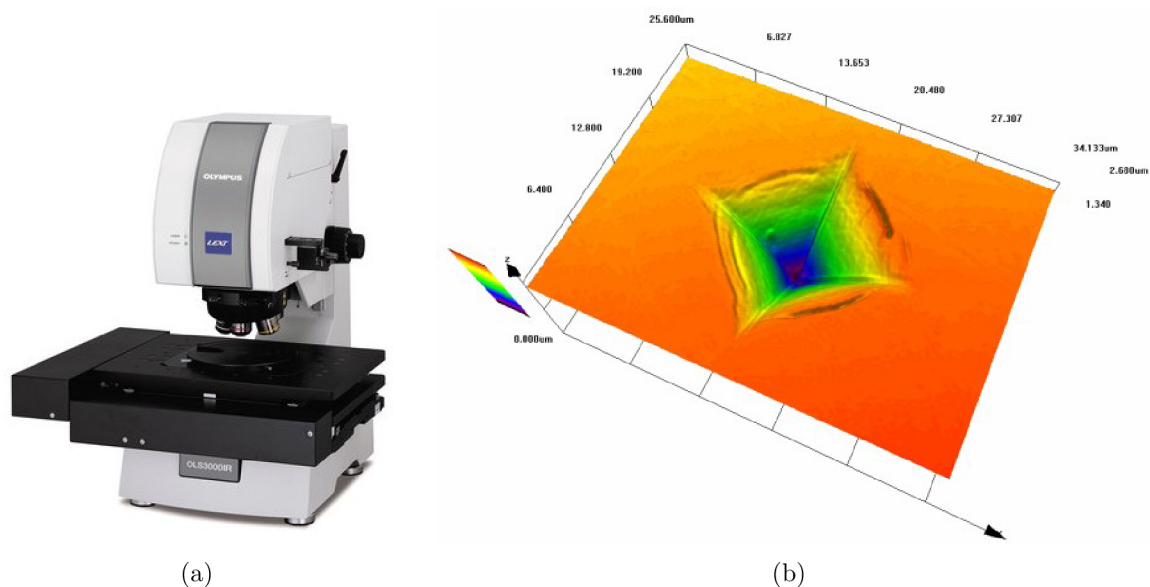 OLYMPUS
LEXT
OLS3000IR
(a)
25.600um
6.827
19.200
13.653
20.480
12.800
27.307
34.133um
2.680um
6.400
1.340
z
0.000um
(b)